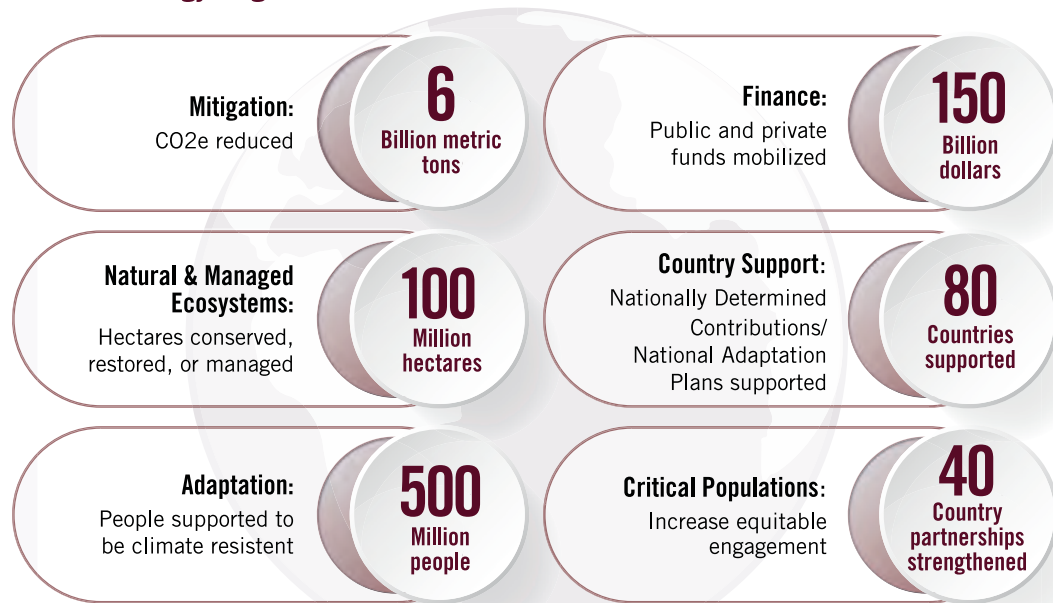 Mitigation:
CO2e reduced
6
Billion metric
tons
Finance:
Public and private
funds mobilized
150
Billion
dollars
Natural & Managed
Ecosystems:
Hectares conserved,
restored, or managed
100
Million
hectares
Country Support:
Nationally Determined
Contributions/
National Adaptation
Plans supported
80
Countries
supported
Adaptation:
People supported to
be climate resistent
500
Million
people
Critical Populations:
Increase equitable
engagement
40
Country
partnerships
strengthened